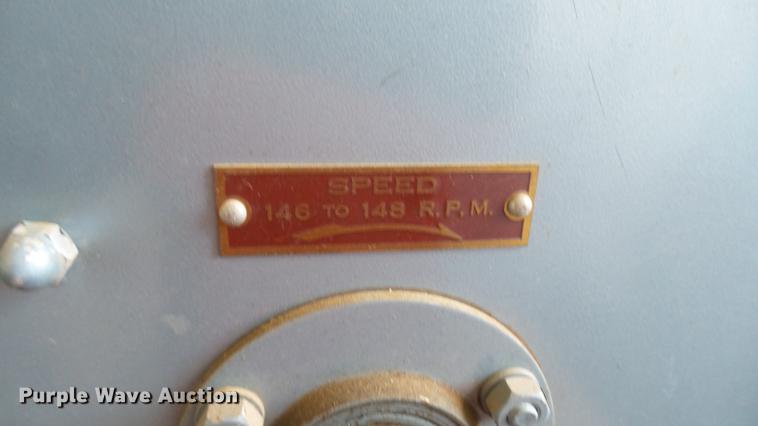 SPEED
146 TO 148 R.P.M.
Purple Wave Auction